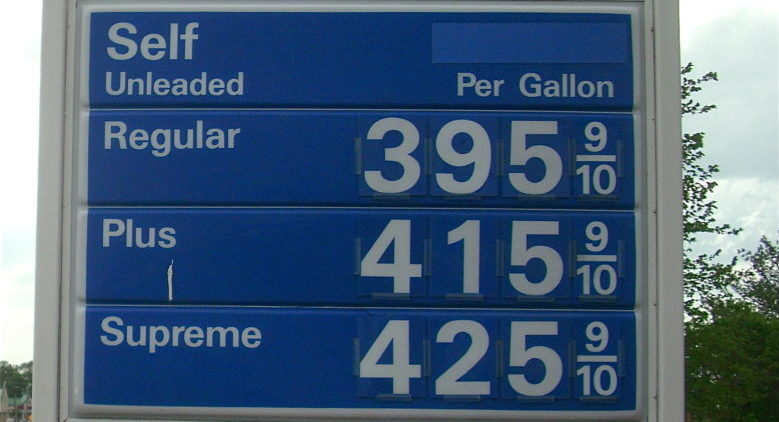 Self
Unleaded Per Gallon
Regular 395 9/10
Plus 415 9/10
Supreme 425 9/10